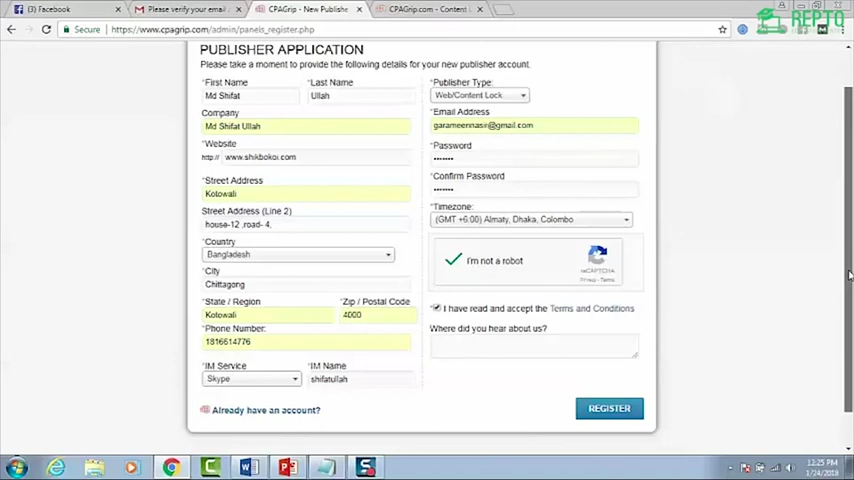 (3) Facebook
Please verify your email
CPAGrip - New Publishe
CPAGrip.com - Content L
REPTO
Secure
https://www.cpagrip.com/admin/panels_register.php
PUBLISHER APPLICATION
Please take a moment to provide the following details for your new publisher account.
*First Name
*Last Name
*Publisher Type:
Md Shifat
Ullah
Web/Content Lock
Company
*Email Address
Md Shifat Ullah
garameennasir@gmail.com
*Website
*Password
http://
www.shikbokoi.com
•••••••
*Street Address
*Confirm Password
Kotowali
•••••••
Street Address (Line 2)
*Timezone:
house-12 ,road- 4,
(GMT +6:00) Almaty, Dhaka, Colombo
*Country
Bangladesh
I'm not a robot
reCAPTCHA
Privacy - Terms
*City
Chittagong
*State / Region
*Zip / Postal Code
*I have read and accept the Terms and Conditions
Kotowali
4000
Where did you hear about us?
*Phone Number:
1816614776
*IM Service
*IM Name
Skype
shifatullah
Already have an account?
REGISTER
12:25 PM
1/24/2018